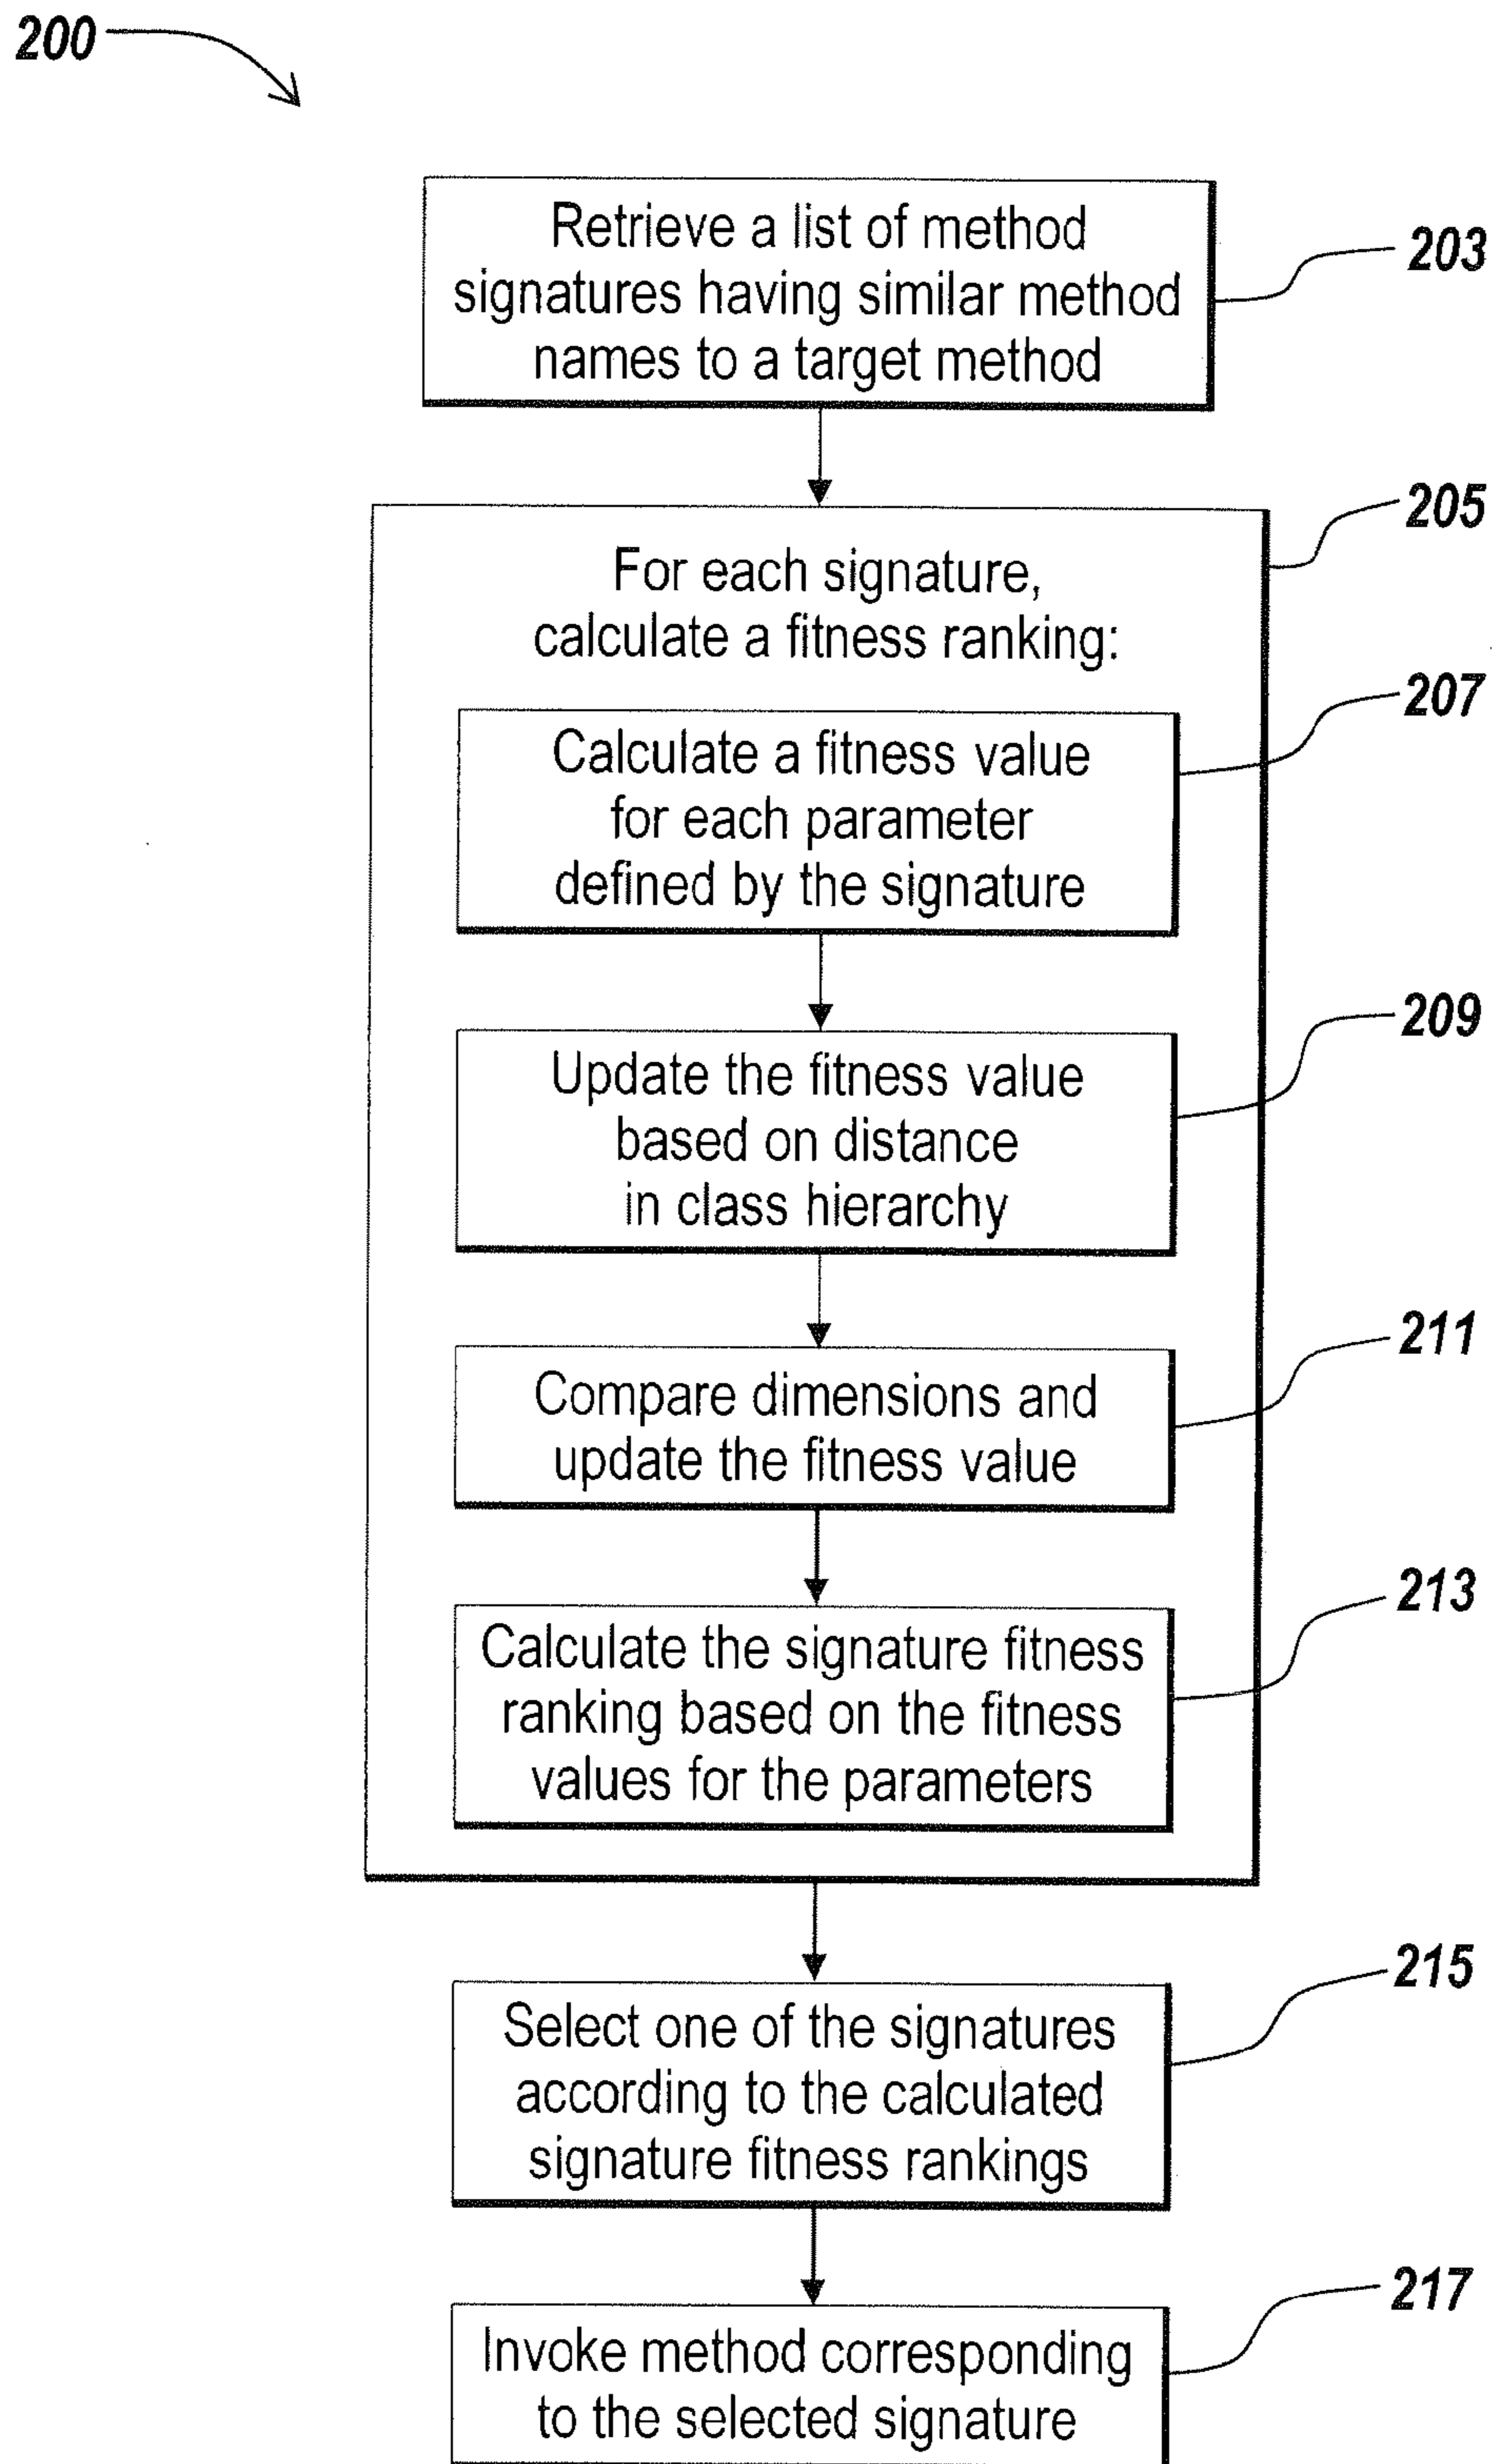 200
Retrieve a list of method
signatures having similar method
names to a target method
203
For each signature,
calculate a fitness ranking:
205
Calculate a fitness value
for each parameter
defined by the signature
207
Update the fitness value
based on distance
in class hierarchy
209
Compare dimensions and
update the fitness value
211
Calculate the signature fitness
ranking based on the fitness
values for the parameters
213
Select one of the signatures
according to the calculated
signature fitness rankings
215
Invoke method corresponding
to the selected signature
217